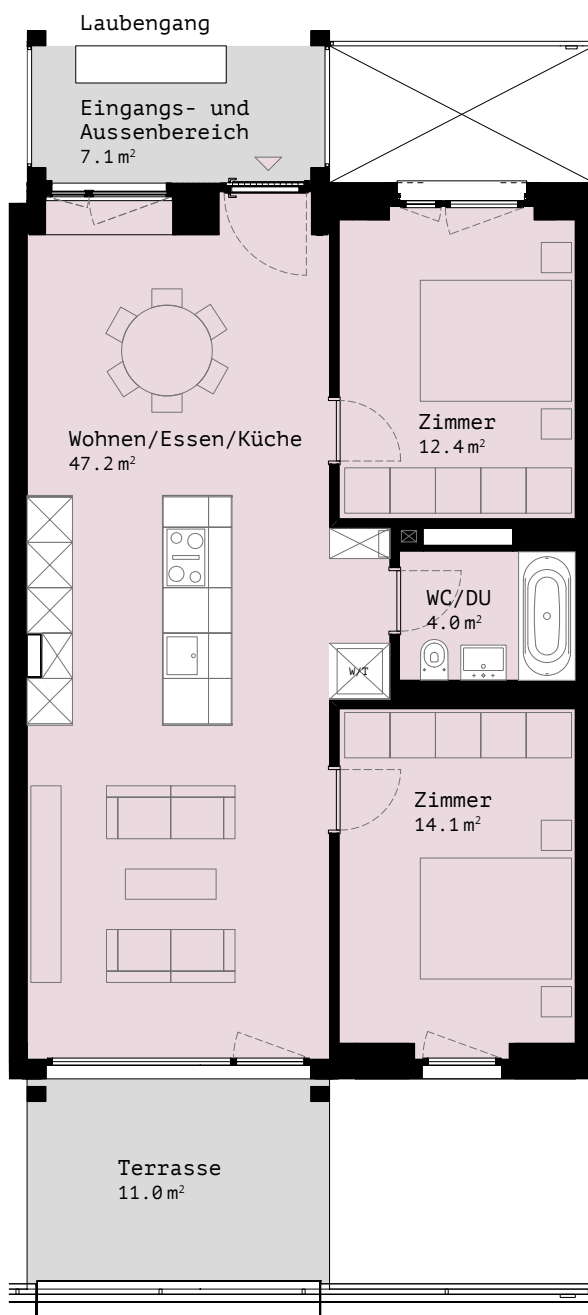 Laubengang
Eingangs- und
Aussenbereich
7.1 m²
Wohnen/Essen/Küche
47.2 m²
Zimmer
12.4 m²
WC/DU
4.0 m²
W/T
Zimmer
14.1 m²
Terrasse
11.0 m²